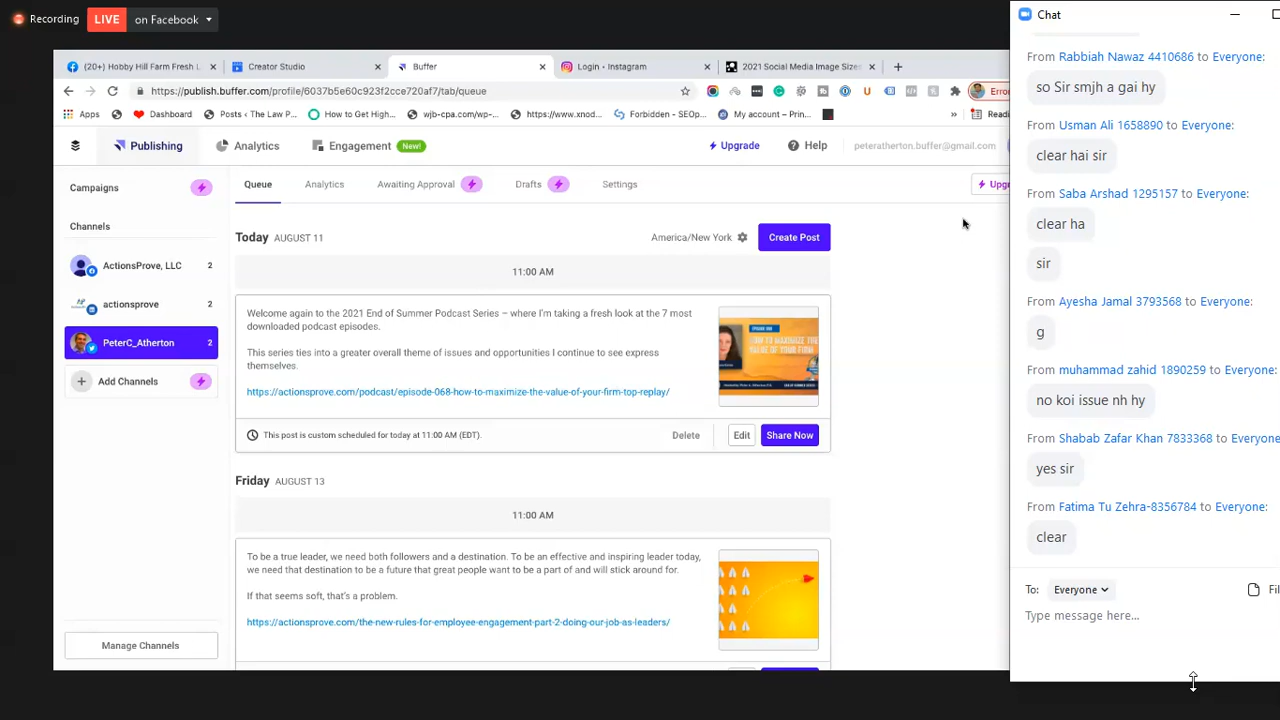 Recording
LIVE on Facebook
(20+) Hobby Hill Farm Fresh
Creator Studio
Buffer
Login • Instagram
2021 Social Media Image Sizes
https://publish.buffer.com/profile/6037b5e60c923f2cce720af7/tab/queue
Apps
Dashboard
Posts ‹ The Law P...
How to Get High...
wjb-cpa.com/wp-...
https://www.xnod...
Forbidden - SEOp...
My account – Prin...
Publishing
Analytics
Engagement New!
Upgrade
Help
peteratherton.buffer@gmail.com
Campaigns
Channels
ActionsProve, LLC 2
actionsprove 2
PeterC_Atherton 2
Add Channels
Manage Channels
Queue
Analytics
Awaiting Approval
Drafts
Settings
Today AUGUST 11
America/New York
Create Post
11:00 AM
Welcome again to the 2021 End of Summer Podcast Series – where I'm taking a fresh look at the 7 most
downloaded podcast episodes.
This series ties into a greater overall theme of issues and opportunities I continue to see express
themselves.
https://actionsprove.com/podcast/episode-068-how-to-maximize-the-value-of-your-firm-top-replay/
This post is custom scheduled for today at 11:00 AM (EDT).
Delete
Edit
Share Now
Friday AUGUST 13
11:00 AM
To be a true leader, we need both followers and a destination. To be an effective and inspiring leader today,
we need that destination to be a future that great people want to be a part of and will stick around for.
If that seems soft, that's a problem.
https://actionsprove.com/the-new-rules-for-employee-engagement-part-2-doing-our-job-as-leaders/
Chat
From Rabbiah Nawaz 4410686 to Everyone:
so Sir smjh a gai hy
From Usman Ali 1658890 to Everyone:
clear hai sir
From Saba Arshad 1295157 to Everyone:
clear ha
sir
From Ayesha Jamal 3793568 to Everyone:
g
From muhammad zahid 1890259 to Everyone:
no koi issue nh hy
From Shabab Zafar Khan 7833368 to Everyone
yes sir
From Fatima Tu Zehra-8356784 to Everyone:
clear
To: Everyone
Type message here...